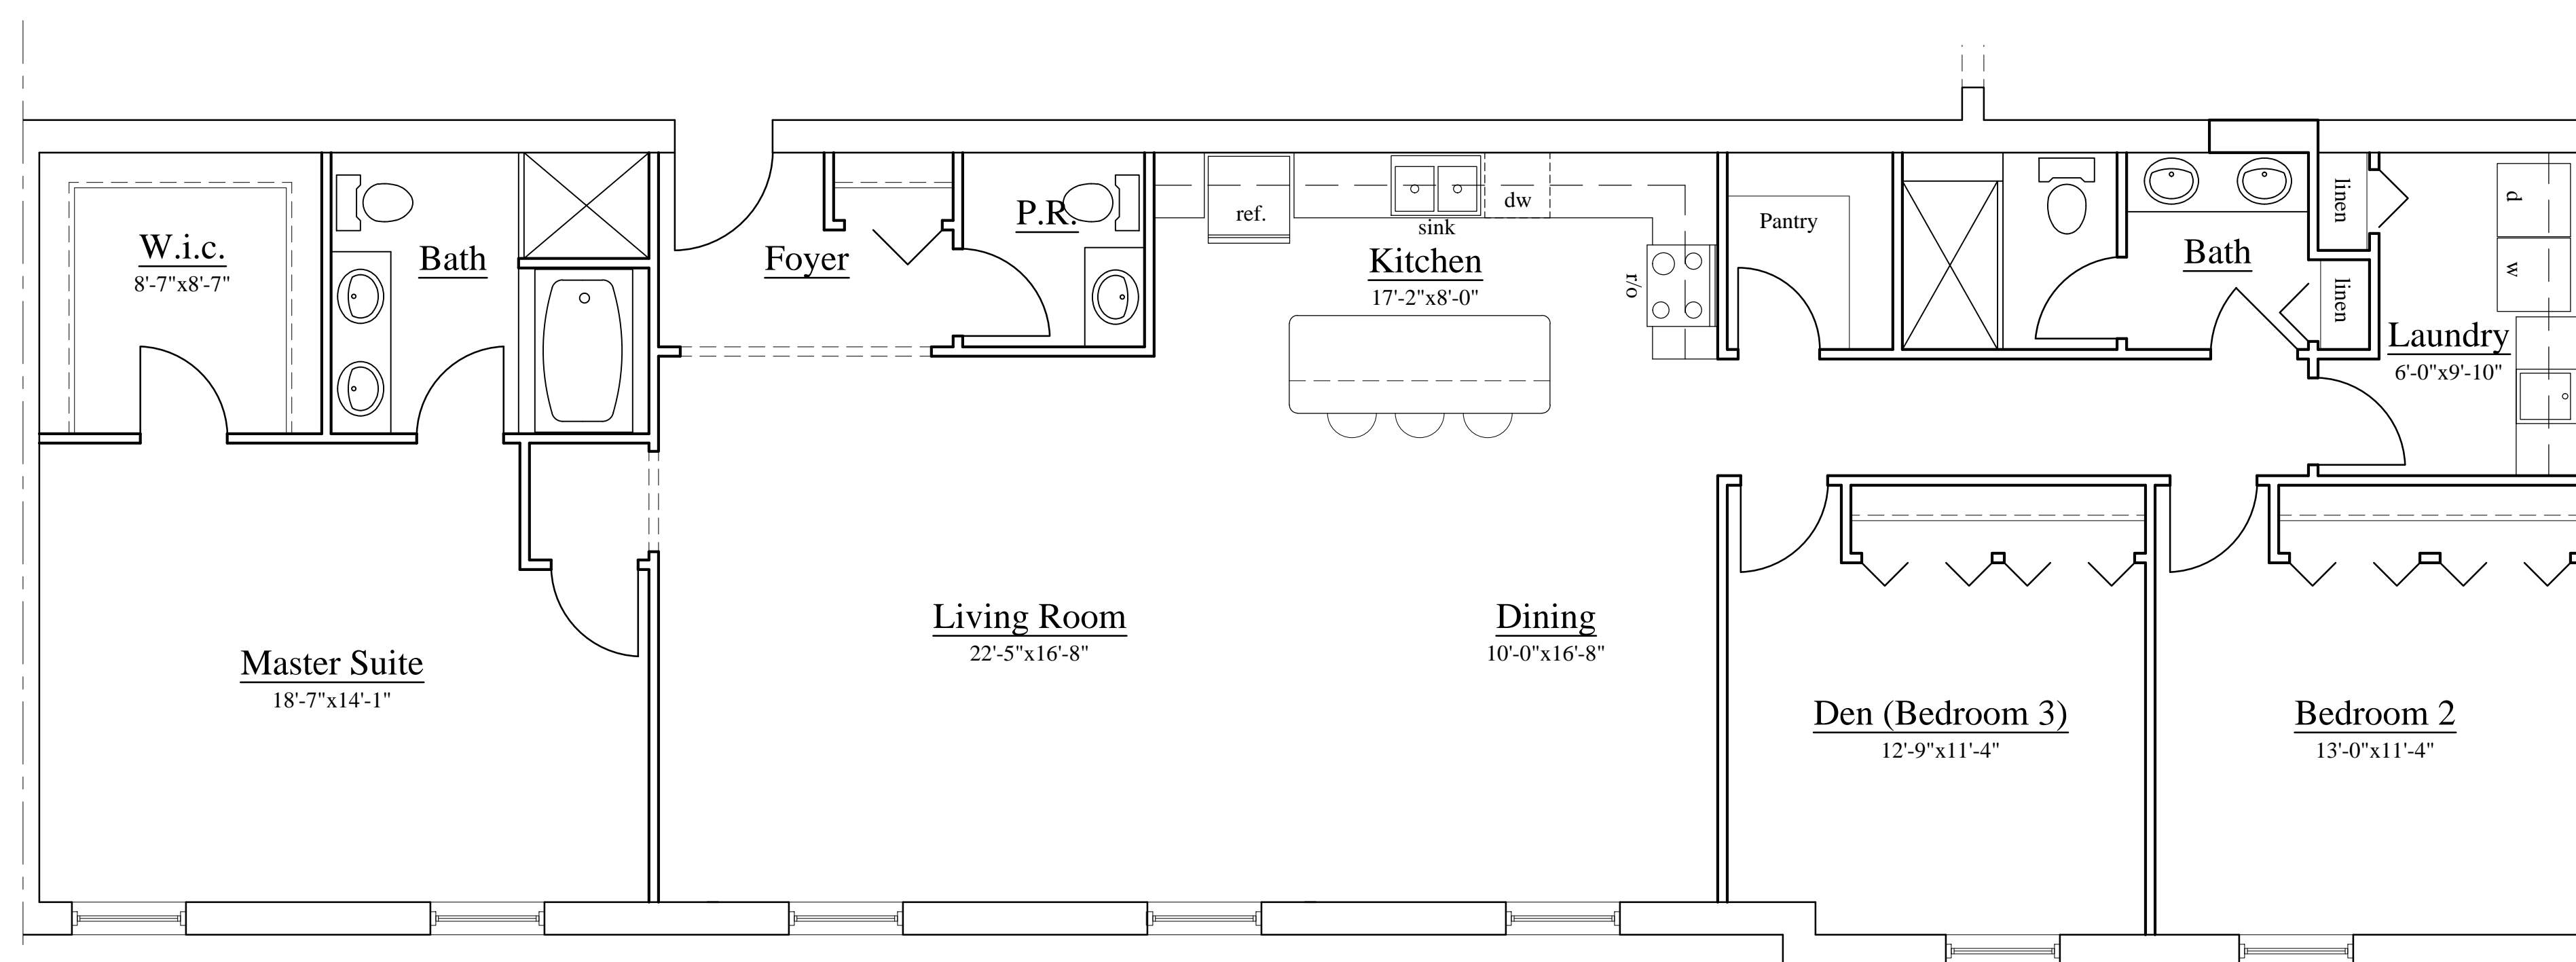 W.i.c.
8'-7"x8'-7"
Bath
Foyer
P.R.
ref.
sink
dw
Kitchen
17'-2"x8'-0"
r/o
Pantry
Bath
linen
linen
d
w
Laundry
6'-0"x9'-10"
Master Suite
18'-7"x14'-1"
Living Room
22'-5"x16'-8"
Dining
10'-0"x16'-8"
Den (Bedroom 3)
12'-9"x11'-4"
Bedroom 2
13'-0"x11'-4"